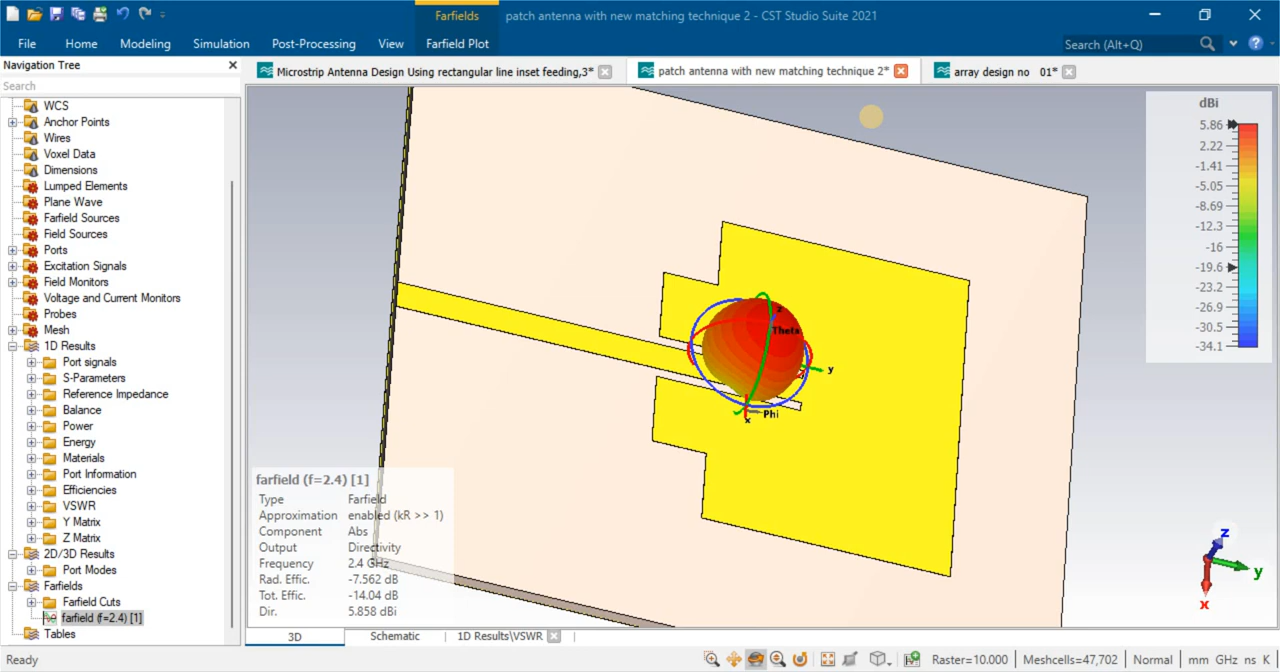 Farfields
patch antenna with new matching technique 2 - CST Studio Suite 2021
File Home Modeling Simulation Post-Processing View Farfield Plot
Search (Alt+Q)
Navigation Tree
Search
WCS
Anchor Points
Wires
Voxel Data
Dimensions
Lumped Elements
Plane Wave
Farfield Sources
Field Sources
Ports
Excitation Signals
Field Monitors
Voltage and Current Monitors
Probes
Mesh
1D Results
Port signals
S-Parameters
Reference Impedance
Balance
Power
Energy
Materials
Port Information
Efficiencies
VSWR
Y Matrix
Z Matrix
2D/3D Results
Port Modes
Farfields
Farfield Cuts
farfield (f=2.4) [1]
Tables
Microstrip Antenna Design Using rectangular line inset feeding,3*
patch antenna with new matching technique 2*
array design no 01*
dBi
5.86
2.22
-1.41
-5.05
-8.69
-12.3
-16
-19.6
-23.2
-26.9
-30.5
-34.1
z
Theta
y
Phi
x
farfield (f=2.4) [1]
Type Farfield
Approximation enabled (kR >> 1)
Component Abs
Output Directivity
Frequency 2.4 GHz
Rad. Effic. -7.562 dB
Tot. Effic. -14.04 dB
Dir. 5.858 dBi
z
y
x
3D Schematic 1D Results\VSWR
Ready
Raster=10.000 Meshcells=47,702 Normal mm GHz ns K